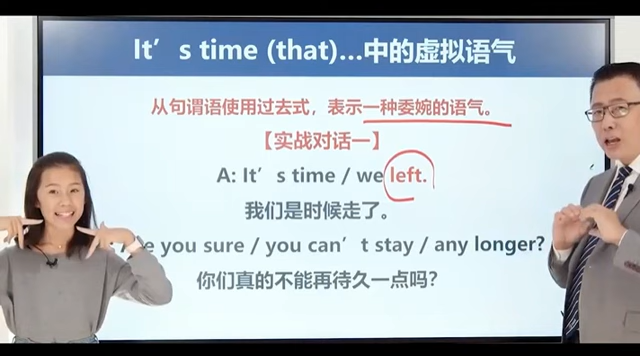 It's time (that)...中的虚拟语气
从句谓语使用过去式，表示一种委婉的语气。
【实战对话一】
A: It's time / we left.
我们是时候走了。
e you sure / you can't stay / any longer?
你们真的不能再待久一点吗？